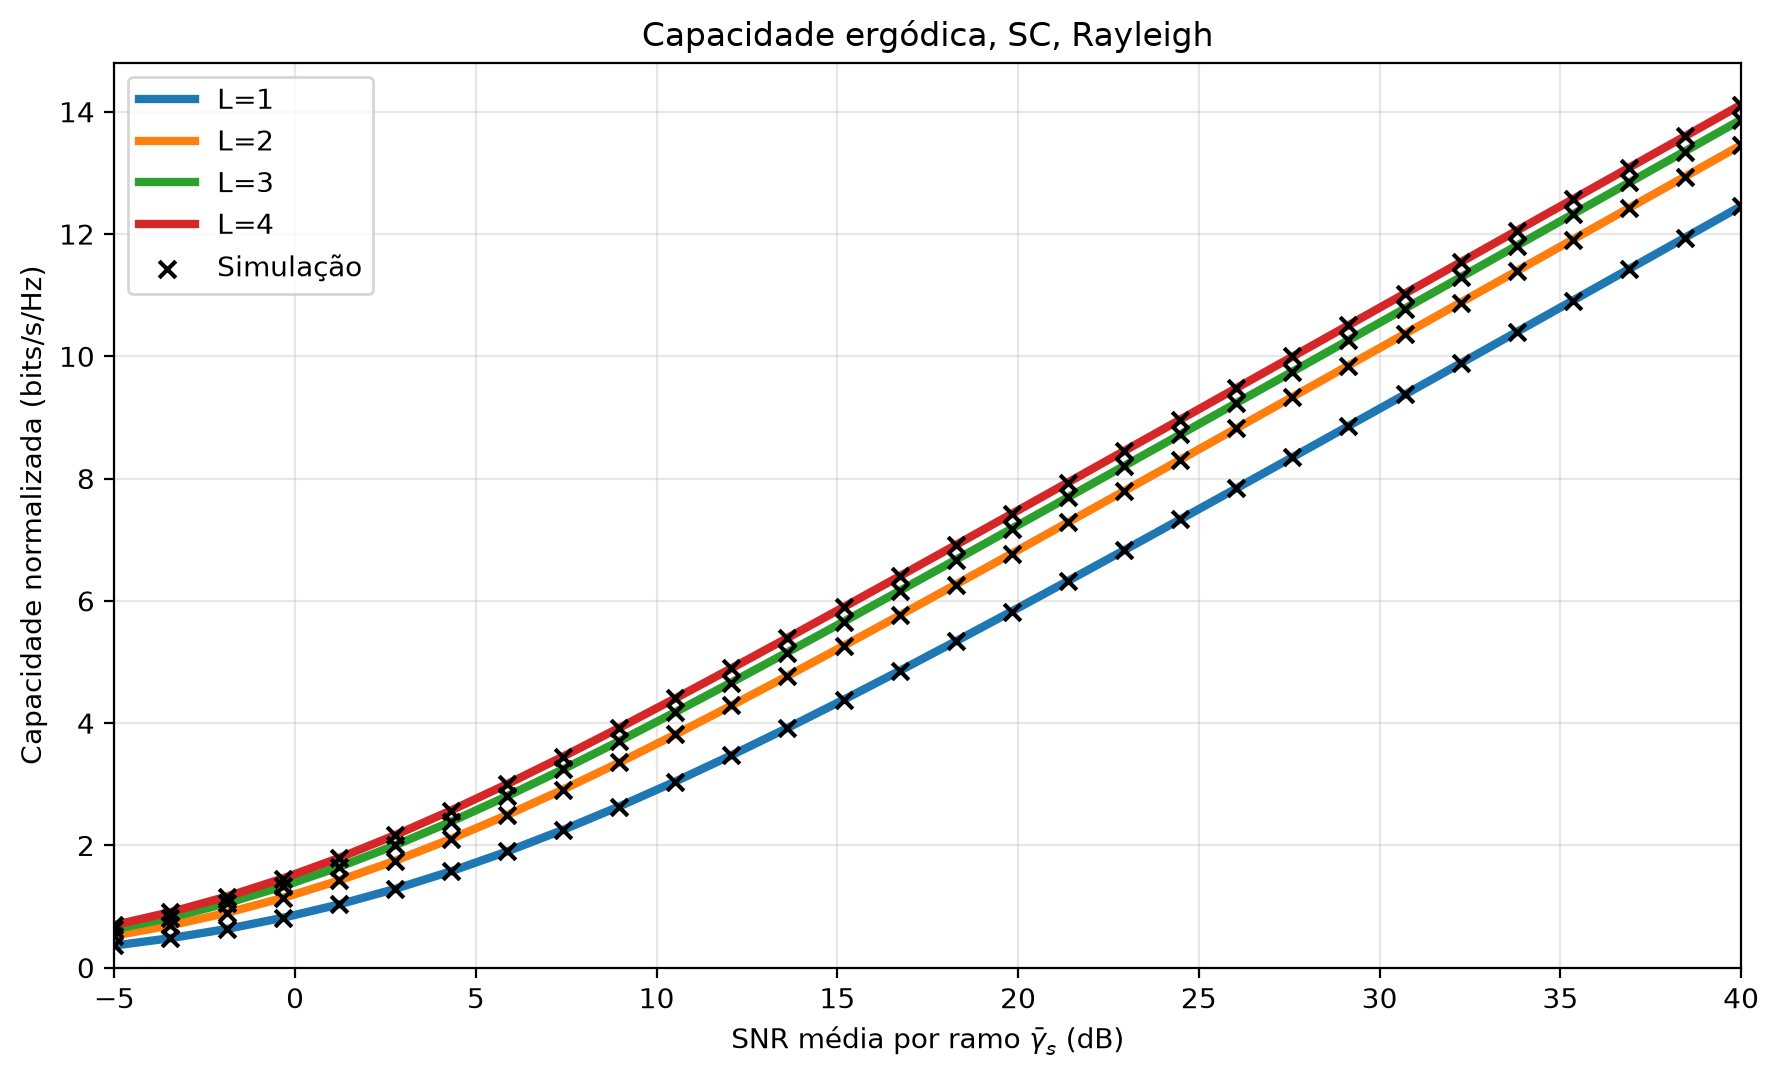 Capacidade ergódica, SC, Rayleigh
L=1
L=2
L=3
L=4
Simulação
Capacidade normalizada (bits/s/Hz)
14
12
10
8
6
4
2
0
−5
0
5
10
15
20
25
30
35
40
SNR média por ramo γ̄ₛ (dB)